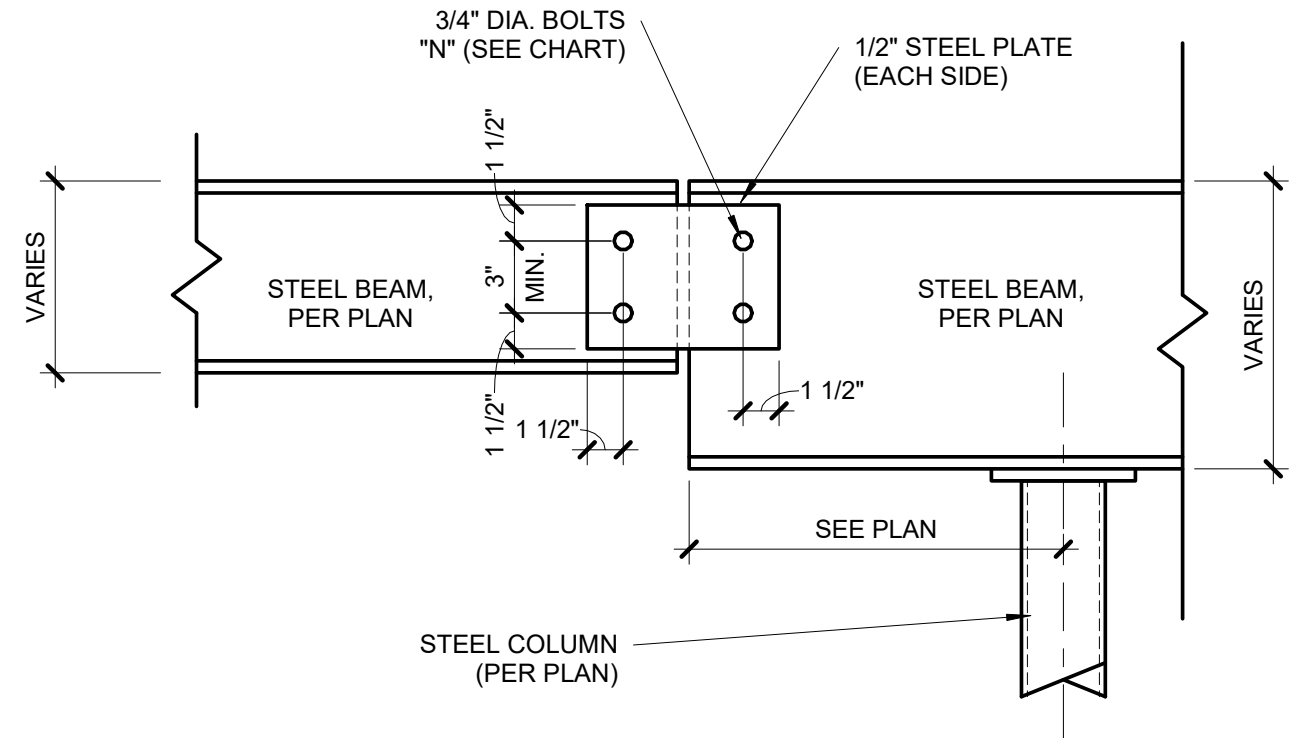 3/4" DIA. BOLTS
"N" (SEE CHART)
1/2" STEEL PLATE
(EACH SIDE)
1 1/2"
VARIES
STEEL BEAM,
PER PLAN
3"
MIN.
STEEL BEAM,
PER PLAN
VARIES
1 1/2"
1 1/2"
1 1/2"
SEE PLAN
STEEL COLUMN
(PER PLAN)